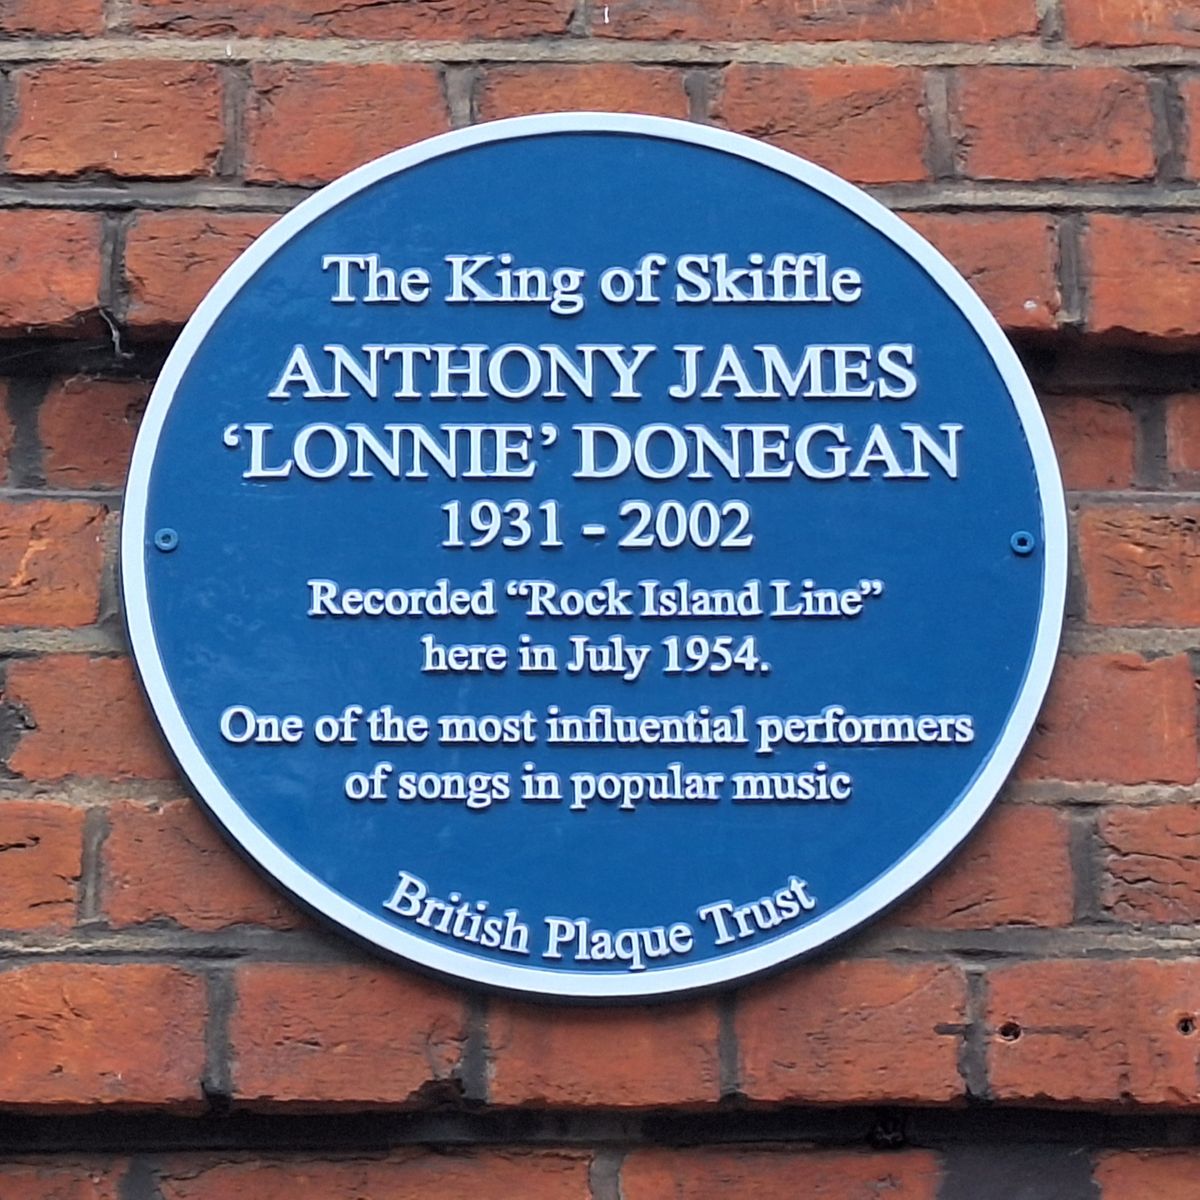 The King of Skiffle
ANTHONY JAMES
‘LONNIE’ DONEGAN
1931 - 2002
Recorded “Rock Island Line”
here in July 1954.
One of the most influential performers
of songs in popular music
British Plaque Trust